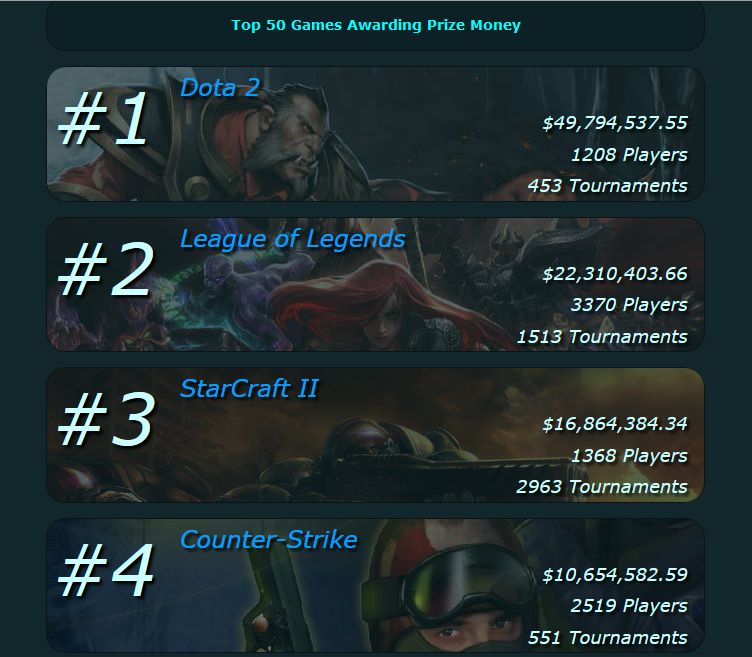 Top 50 Games Awarding Prize Money
#1
Dota 2
$49,794,537.55
1208 Players
453 Tournaments
#2
League of Legends
$22,310,403.66
3370 Players
1513 Tournaments
#3
StarCraft II
$16,864,384.34
1368 Players
2963 Tournaments
#4
Counter-Strike
$10,654,582.59
2519 Players
551 Tournaments